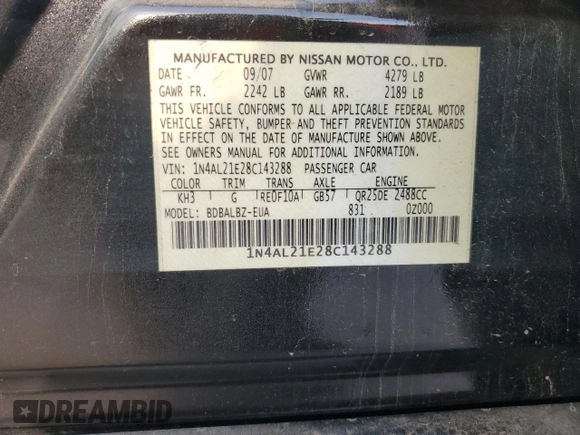 MANUFACTURED BY NISSAN MOTOR CO., LTD.
DATE 09/07 GVWR 4279 LB
GAWR FR. 2242 LB GAWR RR. 2189 LB
THIS VEHICLE CONFORMS TO ALL APPLICABLE FEDERAL MOTOR
VEHICLE SAFETY, BUMPER AND THEFT PREVENTION STANDARDS
IN EFFECT ON THE DATE OF MANUFACTURE SHOWN ABOVE.
SEE OWNERS MANUAL FOR ADDITIONAL INFORMATION.
VIN: 1N4AL21E28C143288 PASSENGER CAR
COLOR TRIM TRANS AXLE ENGINE
KH3 G RE0F10A GB57 QR25DE 2488CC
MODEL: BDBALBZ-EUA 831 0Z000
1N4AL21E28C143288
DREAMBID